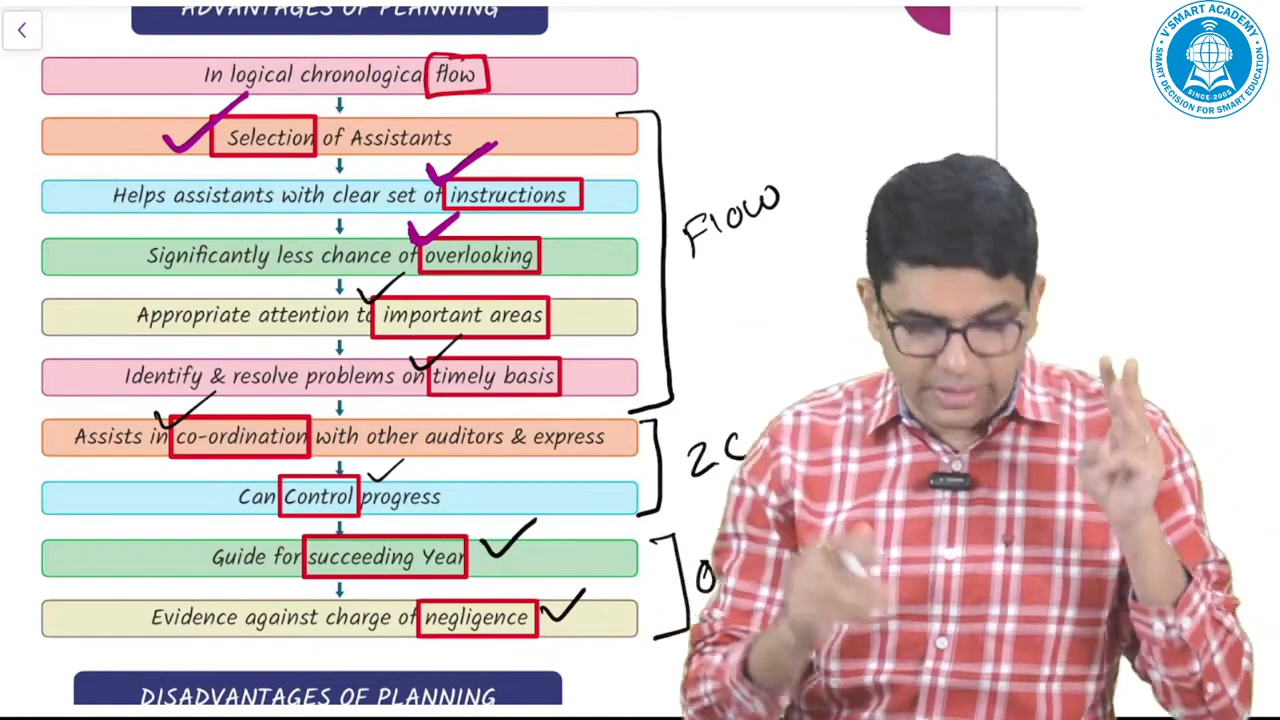 ADVANTAGES OF PLANNING
In logical chronological flow
Selection of Assistants
Helps assistants with clear set of instructions
Significantly less chance of overlooking
Appropriate attention to important areas
Identify & resolve problems on timely basis
Assists in co-ordination with other auditors & express
Can Control progress
Guide for succeeding Year
Evidence against charge of negligence
DISADVANTAGES OF PLANNING
Flow
2C
V'SMART ACADEMY
SINCE-2005
SMART DECISION FOR SMART EDUCATION